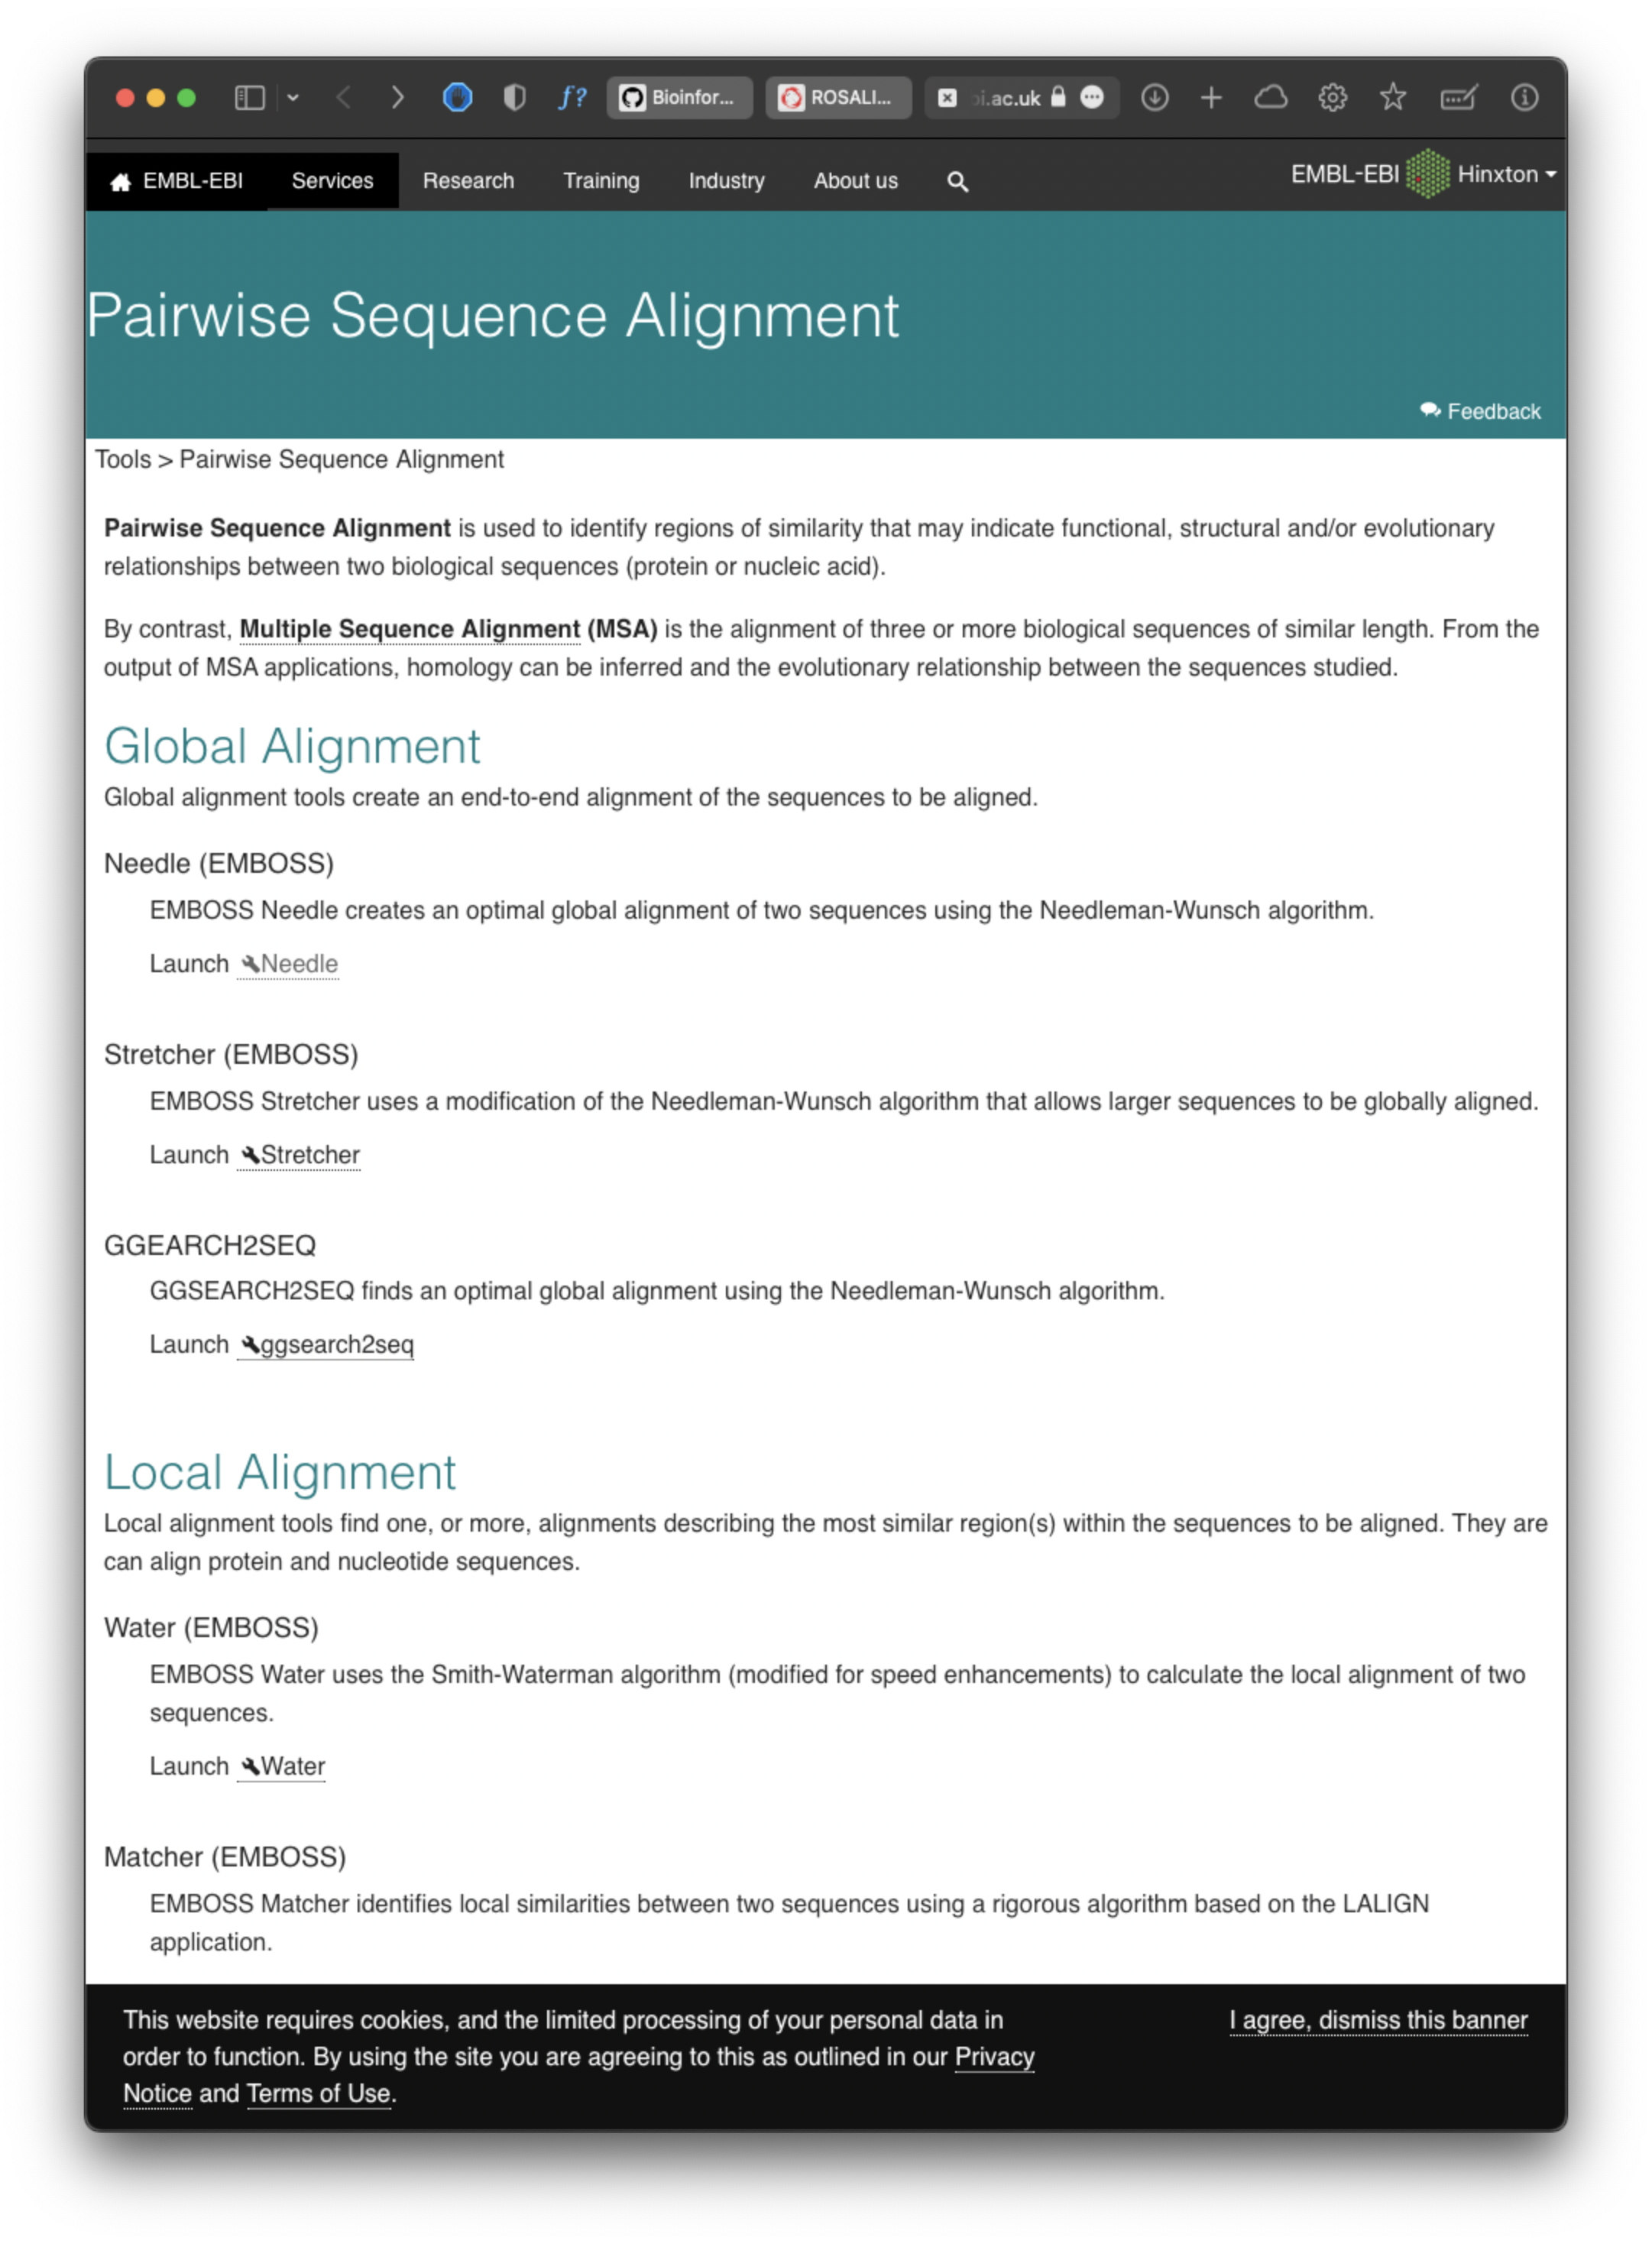 Bioinfor...
ROSALI...
i.ac.uk
EMBL-EBI
Services
Research
Training
Industry
About us
EMBL-EBI
Hinxton
Pairwise Sequence Alignment
Feedback
Tools > Pairwise Sequence Alignment
Pairwise Sequence Alignment is used to identify regions of similarity that may indicate functional, structural and/or evolutionary
relationships between two biological sequences (protein or nucleic acid).
By contrast, Multiple Sequence Alignment (MSA) is the alignment of three or more biological sequences of similar length. From the
output of MSA applications, homology can be inferred and the evolutionary relationship between the sequences studied.
Global Alignment
Global alignment tools create an end-to-end alignment of the sequences to be aligned.
Needle (EMBOSS)
EMBOSS Needle creates an optimal global alignment of two sequences using the Needleman-Wunsch algorithm.
Launch Needle
Stretcher (EMBOSS)
EMBOSS Stretcher uses a modification of the Needleman-Wunsch algorithm that allows larger sequences to be globally aligned.
Launch Stretcher
GGEARCH2SEQ
GGSEARCH2SEQ finds an optimal global alignment using the Needleman-Wunsch algorithm.
Launch ggsearch2seq
Local Alignment
Local alignment tools find one, or more, alignments describing the most similar region(s) within the sequences to be aligned. They are
can align protein and nucleotide sequences.
Water (EMBOSS)
EMBOSS Water uses the Smith-Waterman algorithm (modified for speed enhancements) to calculate the local alignment of two
sequences.
Launch Water
Matcher (EMBOSS)
EMBOSS Matcher identifies local similarities between two sequences using a rigorous algorithm based on the LALIGN
application.
This website requires cookies, and the limited processing of your personal data in
order to function. By using the site you are agreeing to this as outlined in our Privacy
Notice and Terms of Use.
I agree, dismiss this banner